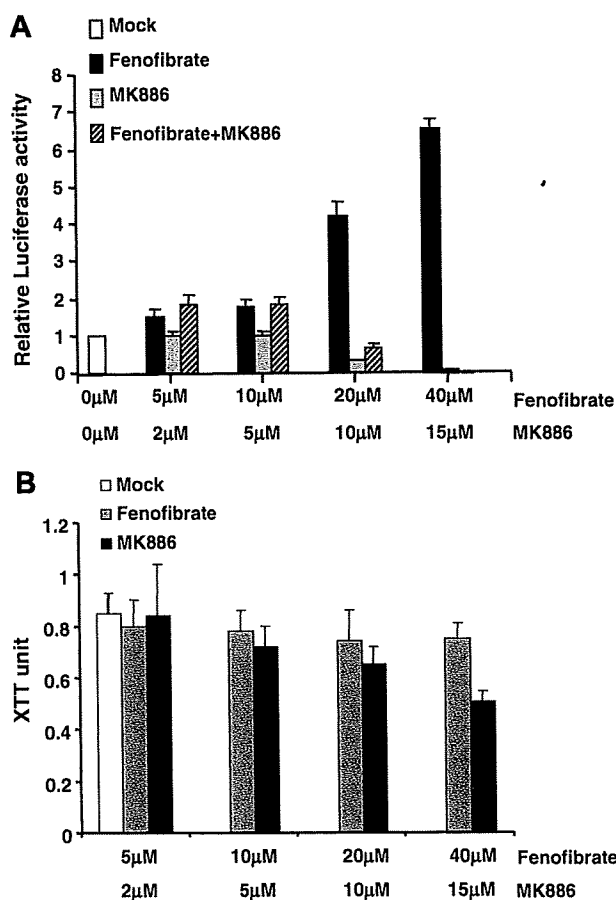 A
Mock
Fenofibrate
MK886
Fenofibrate+MK886
Relative Luciferase activity
8
7
6
5
4
3
2
1
0
0µM 5µM 10µM 20µM 40µM Fenofibrate
0µM 2µM 5µM 10µM 15µM MK886
B
Mock
Fenofibrate
MK886
XTT unit
1.2
1
0.8
0.6
0.4
0.2
0
5µM 10µM 20µM 40µM Fenofibrate
2µM 5µM 10µM 15µM MK886